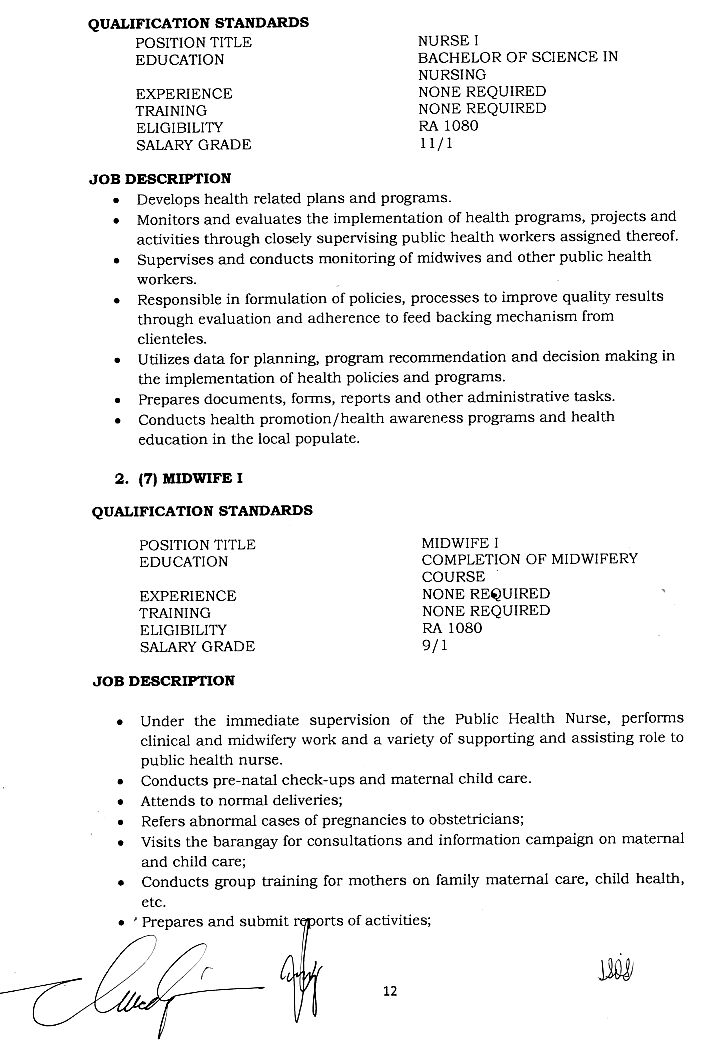 QUALIFICATION STANDARDS
POSITION TITLE NURSE I
EDUCATION BACHELOR OF SCIENCE IN
NURSING
EXPERIENCE NONE REQUIRED
TRAINING NONE REQUIRED
ELIGIBILITY RA 1080
SALARY GRADE 11/1
JOB DESCRIPTION
• Develops health related plans and programs.
• Monitors and evaluates the implementation of health programs, projects and
activities through closely supervising public health workers assigned thereof.
• Supervises and conducts monitoring of midwives and other public health
workers.
• Responsible in formulation of policies, processes to improve quality results
through evaluation and adherence to feed backing mechanism from
clienteles.
• Utilizes data for planning, program recommendation and decision making in
the implementation of health policies and programs.
• Prepares documents, forms, reports and other administrative tasks.
• Conducts health promotion/health awareness programs and health
education in the local populate.
2. (7) MIDWIFE I
QUALIFICATION STANDARDS
POSITION TITLE MIDWIFE I
EDUCATION COMPLETION OF MIDWIFERY
COURSE
EXPERIENCE NONE REQUIRED
TRAINING NONE REQUIRED
ELIGIBILITY RA 1080
SALARY GRADE 9/1
JOB DESCRIPTION
• Under the immediate supervision of the Public Health Nurse, performs
clinical and midwifery work and a variety of supporting and assisting role to
public health nurse.
• Conducts pre-natal check-ups and maternal child care.
• Attends to normal deliveries;
• Refers abnormal cases of pregnancies to obstetricians;
• Visits the barangay for consultations and information campaign on maternal
and child care;
• Conducts group training for mothers on family maternal care, child health,
etc.
• Prepares and submit reports of activities;
12